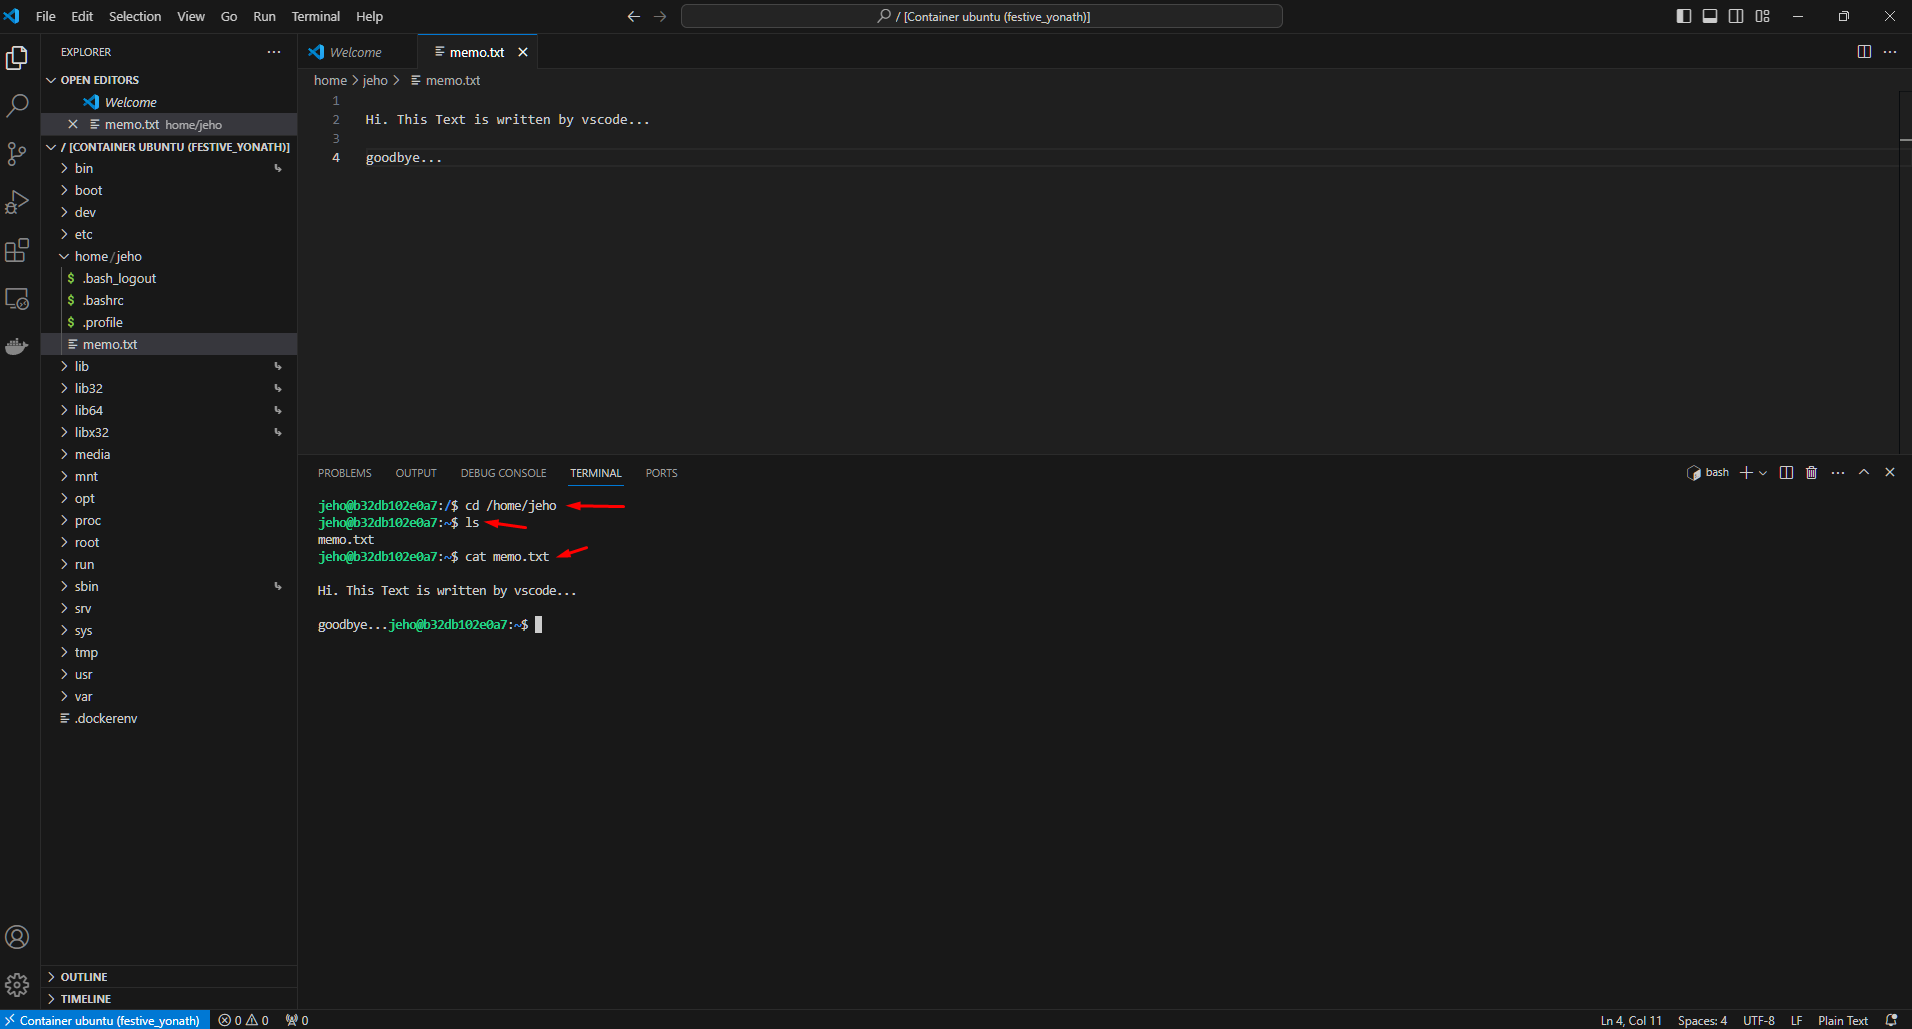 File Edit Selection View Go Run Terminal Help
/ [Container ubuntu (festive_yonath)]
EXPLORER
OPEN EDITORS
Welcome
memo.txt home/jeho
/ [CONTAINER UBUNTU (FESTIVE_YONATH)]
bin
boot
dev
etc
home/jeho
$ .bash_logout
$ .bashrc
$ .profile
memo.txt
lib
lib32
lib64
libx32
media
mnt
opt
proc
root
run
sbin
srv
sys
tmp
usr
var
.dockerenv
OUTLINE
TIMELINE
Welcome
memo.txt
home > jeho > memo.txt
1
2 Hi. This Text is written by vscode...
3
4 goodbye...
PROBLEMS OUTPUT DEBUG CONSOLE TERMINAL PORTS
bash
jeho@b32db102e0a7:/$ cd /home/jeho
jeho@b32db102e0a7:~$ ls
memo.txt
jeho@b32db102e0a7:~$ cat memo.txt
Hi. This Text is written by vscode...
goodbye...jeho@b32db102e0a7:~$
Container ubuntu (festive_yonath) 0 0 0
Ln 4, Col 11 Spaces: 4 UTF-8 LF Plain Text